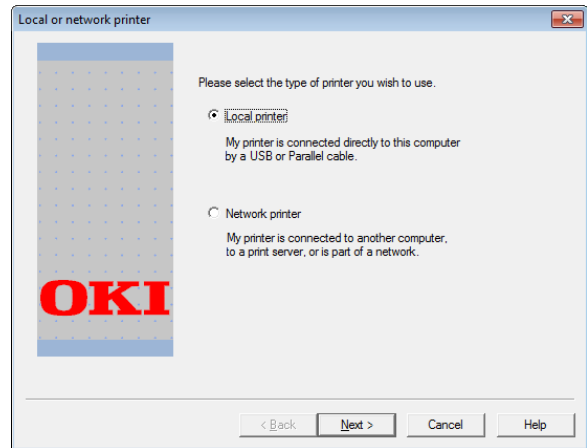 Local or network printer
Please select the type of printer you wish to use.
Local printer
My printer is connected directly to this computer
by a USB or Parallel cable.
Network printer
My printer is connected to another computer,
to a print server, or is part of a network.
OKI
< Back
Next >
Cancel
Help